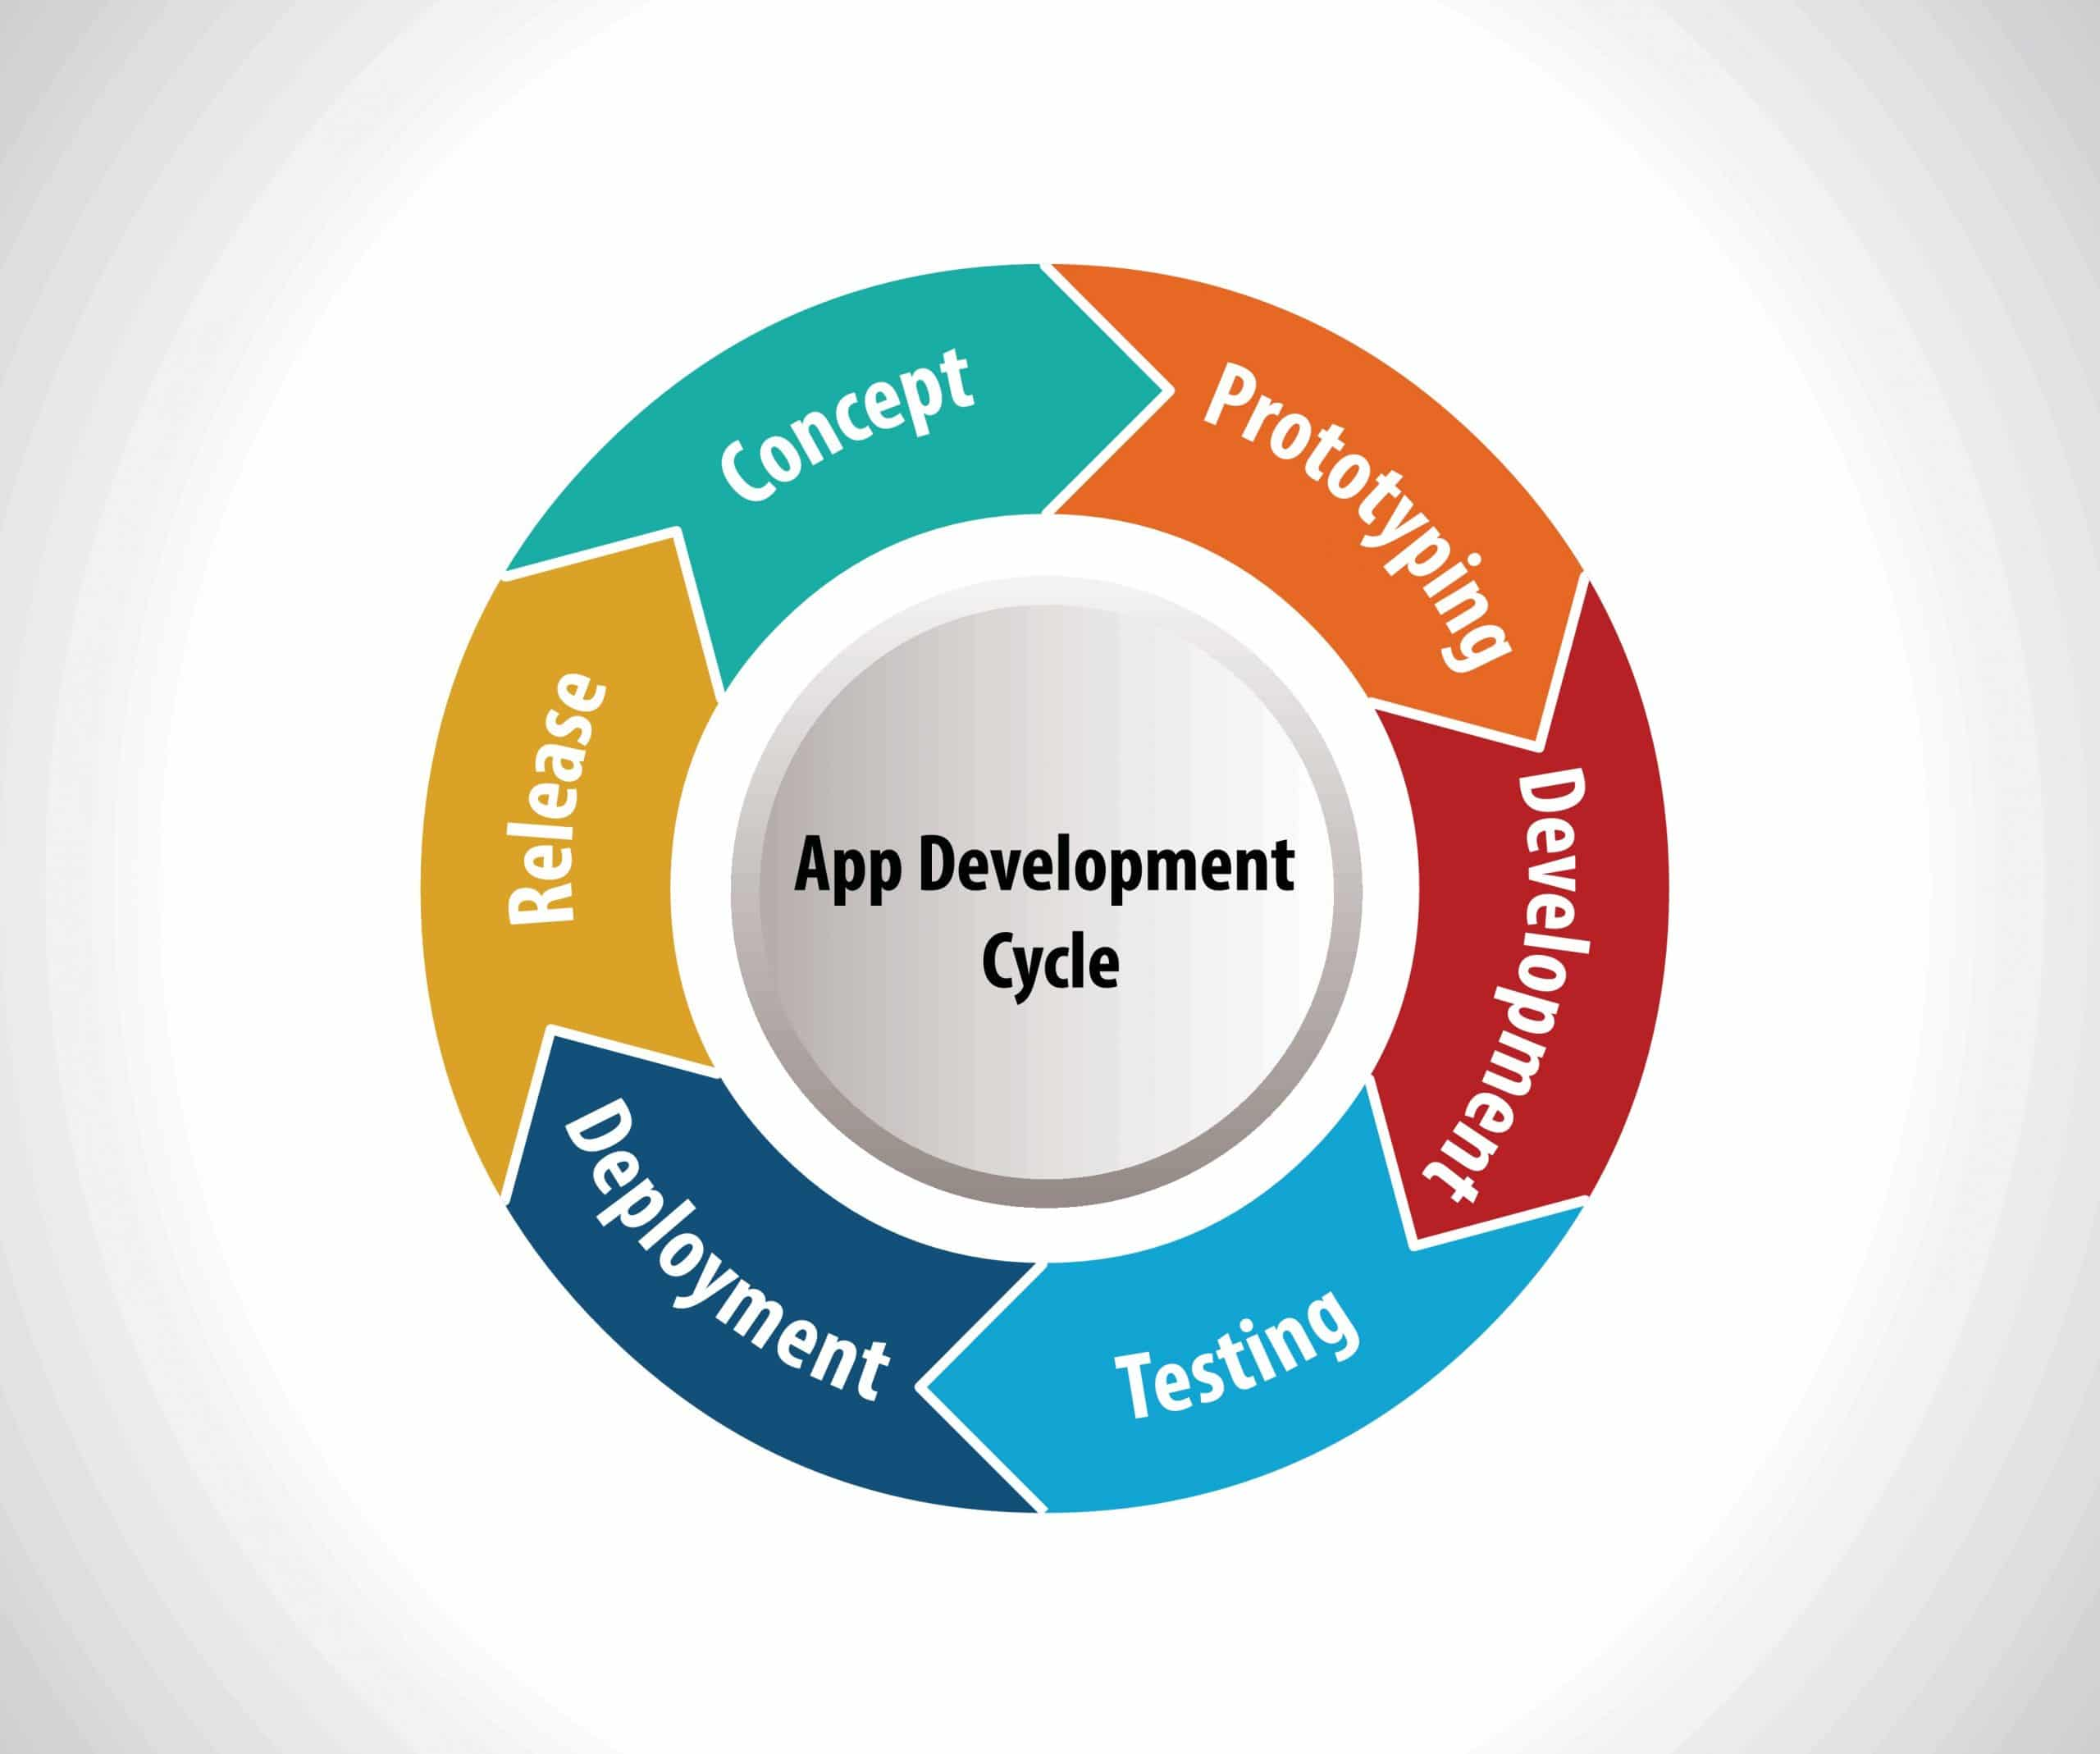 Concept
Prototyping
Development
Testing
Deployment
Release
App Development
Cycle